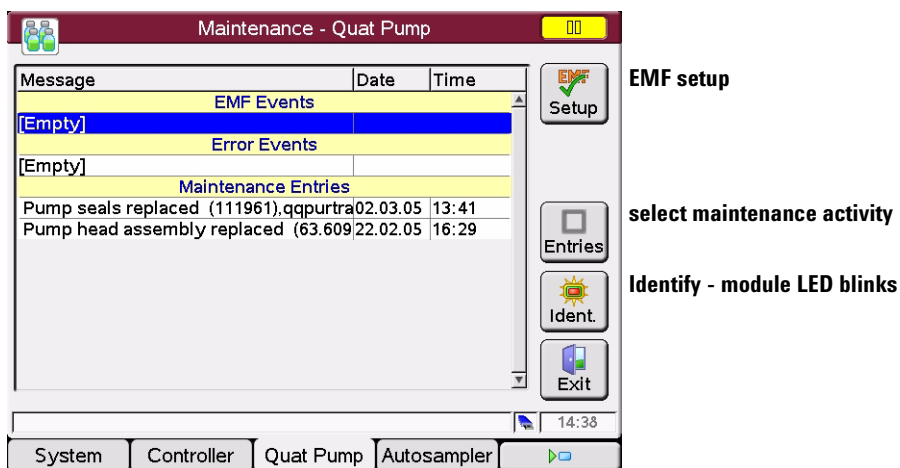 Maintenance - Quat Pump
Message Date Time
EMF Events
[Empty]
Error Events
[Empty]
Maintenance Entries
Pump seals replaced (111961),qqpurtra 02.03.05 13:41
Pump head assembly replaced (63.609 22.02.05 16:29
EMF
Setup
EMF setup
Entries
select maintenance activity
Ident.
Identify - module LED blinks
Exit
14:38
System Controller Quat Pump Autosampler